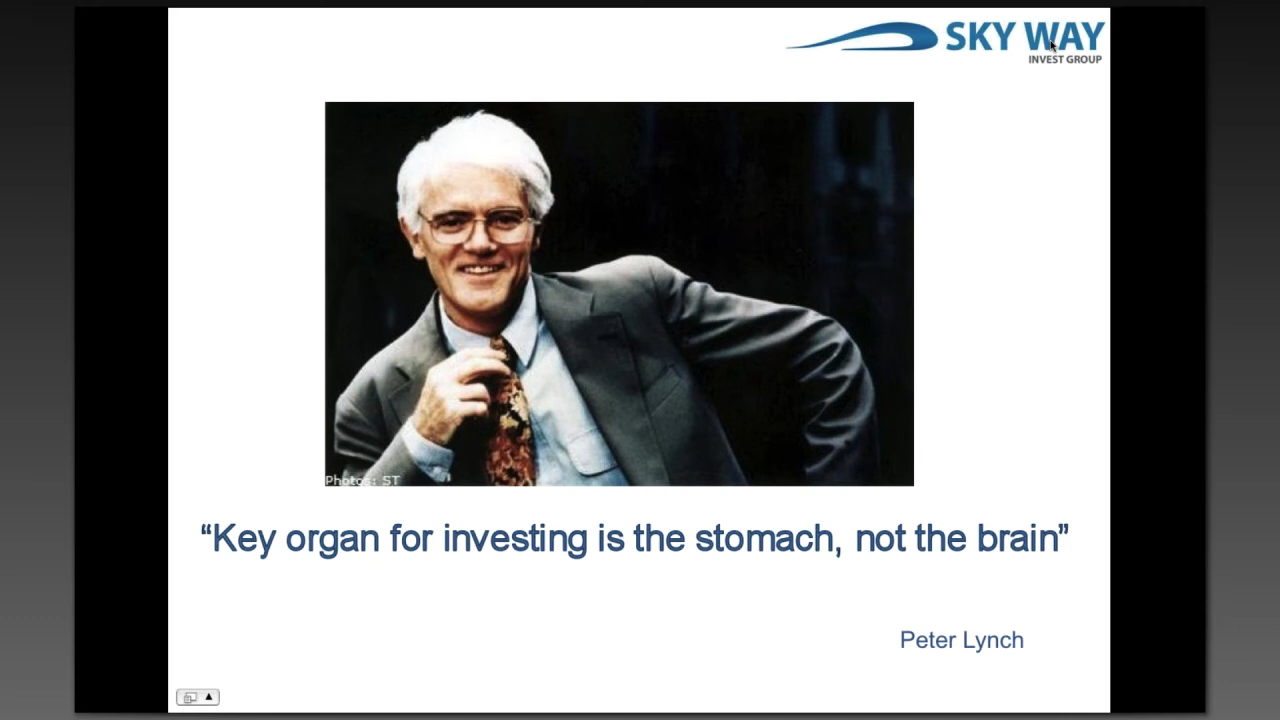 SKY WAY
INVEST GROUP
Photos: ST
“Key organ for investing is the stomach, not the brain”
Peter Lynch